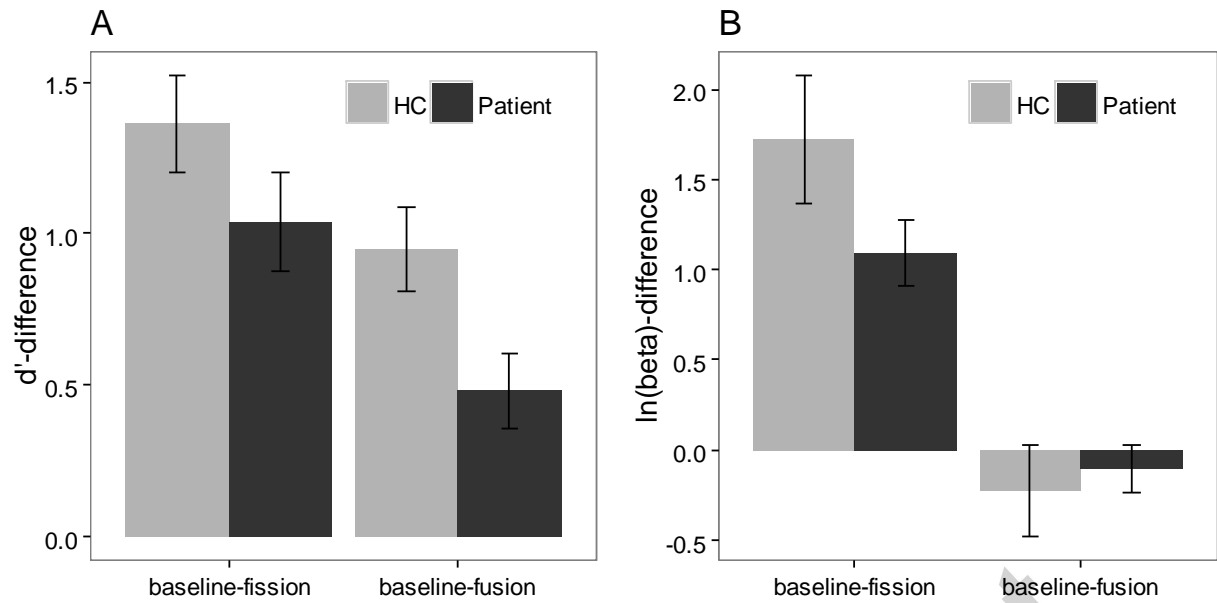 A
d'-difference
1.5
1.0
0.5
0.0
HC Patient
baseline-fission baseline-fusion
B
ln(beta)-difference
2.0
1.5
1.0
0.5
0.0
-0.5
HC Patient
baseline-fission baseline-fusion